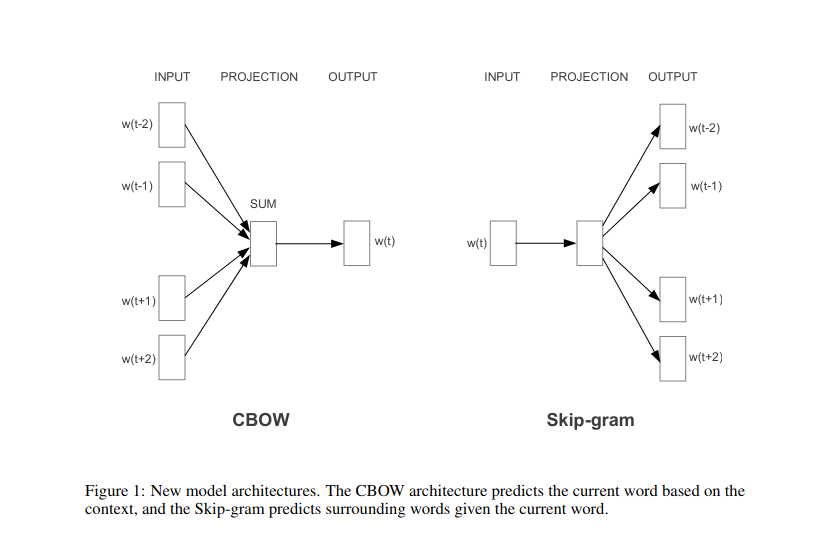 INPUT PROJECTION OUTPUT
w(t-2)
w(t-1)
SUM
w(t)
w(t+1)
w(t+2)
CBOW
INPUT PROJECTION OUTPUT
w(t-2)
w(t-1)
w(t)
w(t+1)
w(t+2)
Skip-gram
Figure 1: New model architectures. The CBOW architecture predicts the current word based on the
context, and the Skip-gram predicts surrounding words given the current word.